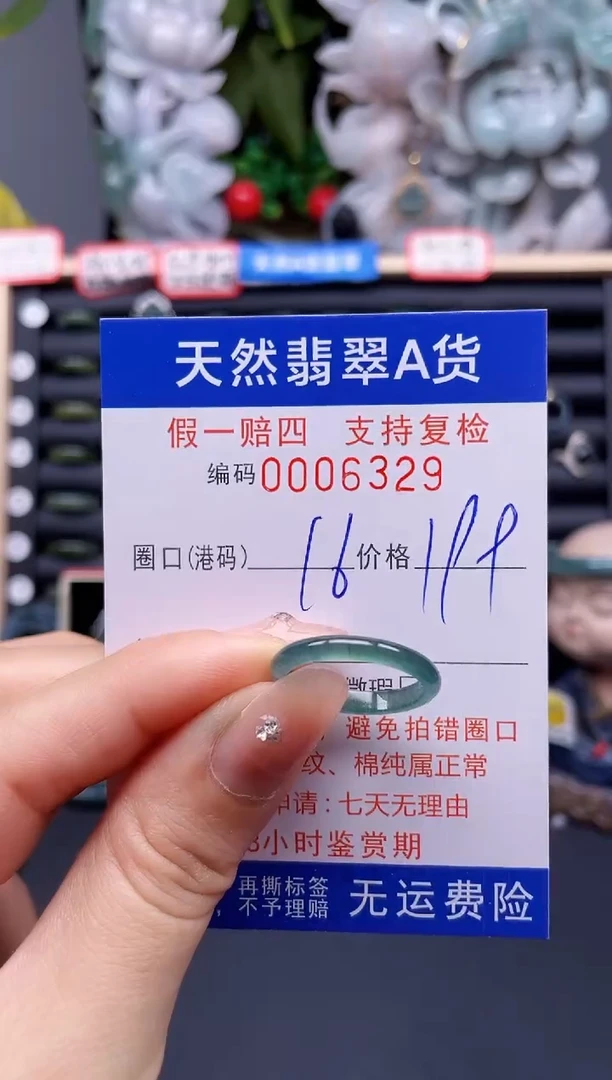 天然翡翠A货
假一赔四 支持复检
编码0006329
圈口(港码) 16 价格 199
微瑕
避免拍错圈口
纹、棉纯属正常
申请:七天无理由
8小时鉴赏期
再撕标签
,不予理赔
无运费险